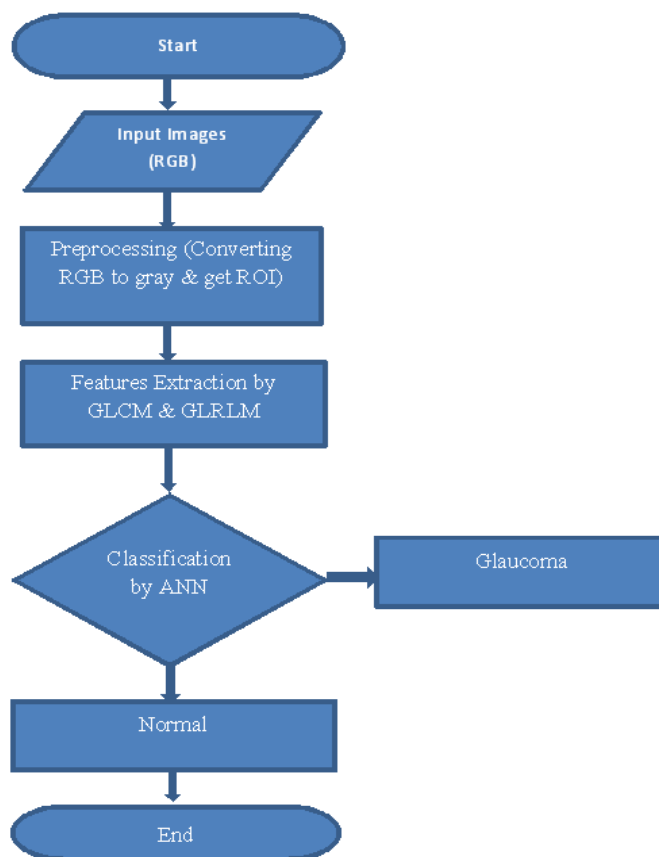 Start
Input Images
(RGB)
Preprocessing (Converting
RGB to gray & get ROI)
Features Extraction by
GLCM & GLRLM
Classification
by ANN
Glaucoma
Normal
End